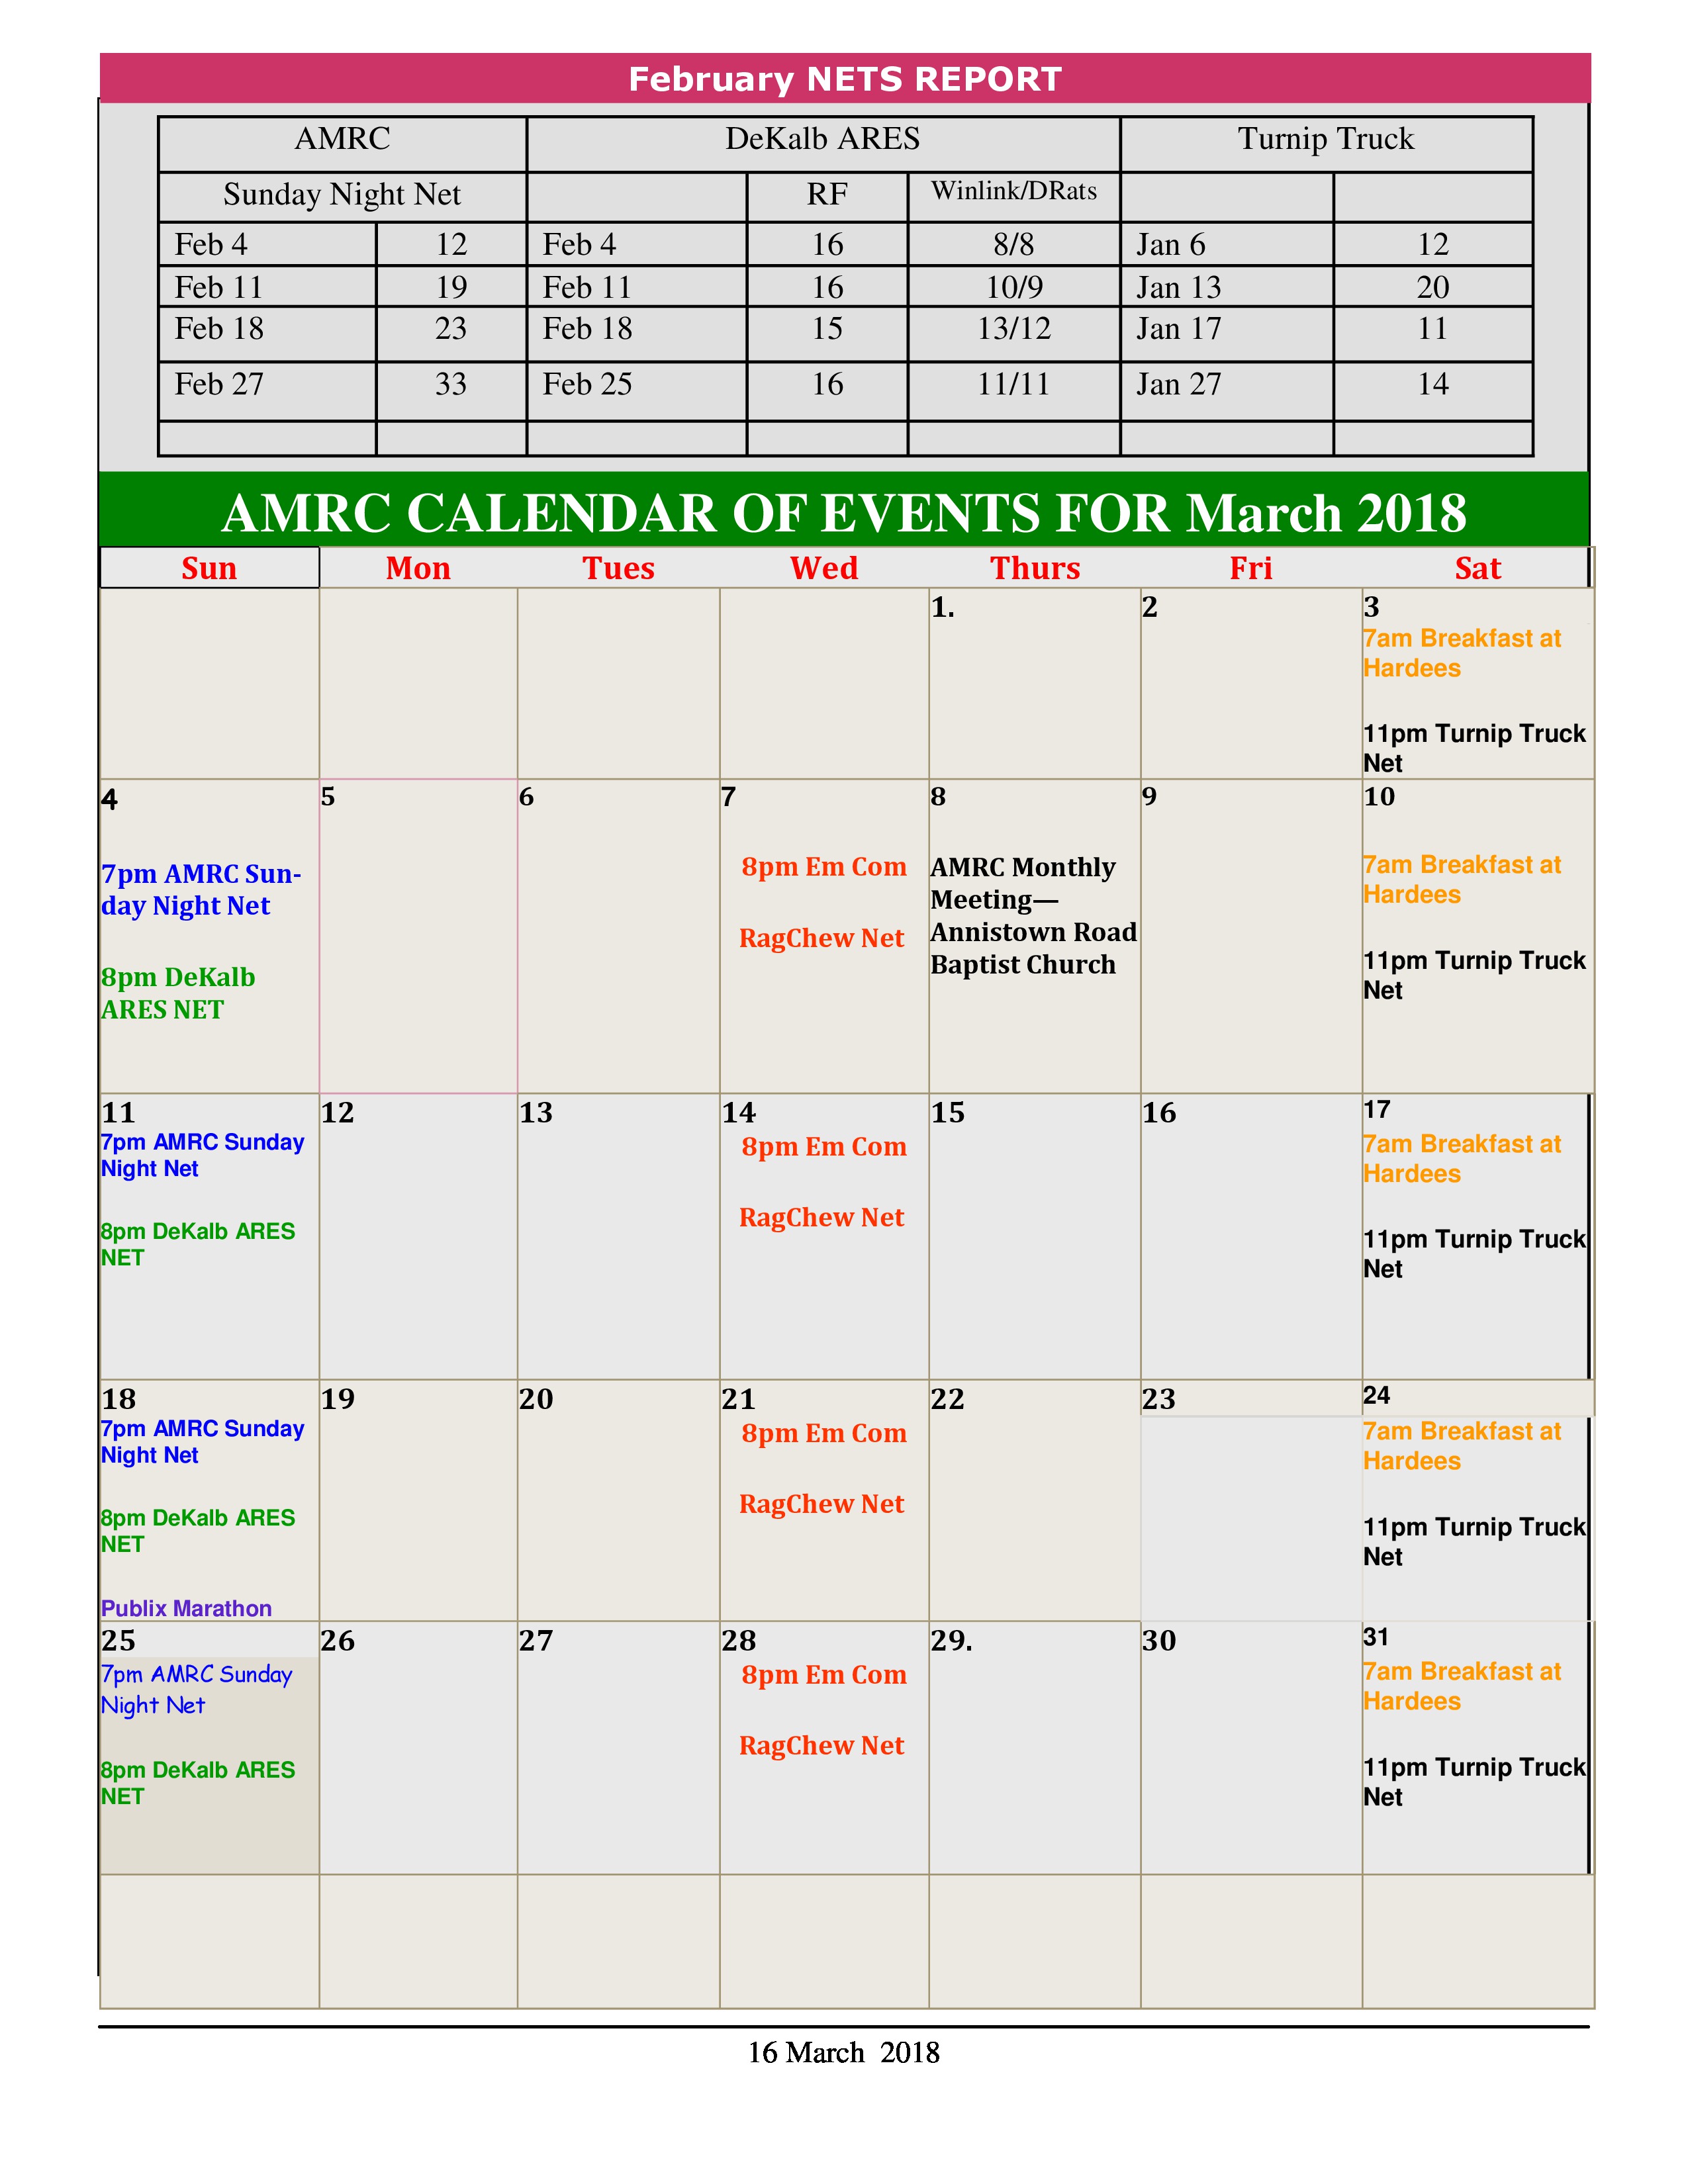 February NETS REPORT
AMRC DeKalb ARES Turnip Truck
Sunday Night Net RF Winlink/DRats
Feb 4 12 Feb 4 16 8/8 Jan 6 12
Feb 11 19 Feb 11 16 10/9 Jan 13 20
Feb 18 23 Feb 18 15 13/12 Jan 17 11
Feb 27 33 Feb 25 16 11/11 Jan 27 14
AMRC CALENDAR OF EVENTS FOR March 2018
Sun Mon Tues Wed Thurs Fri Sat
1.
2
3
7am Breakfast at
Hardees
11pm Turnip Truck
Net
4
7pm AMRC Sun-
day Night Net
8pm DeKalb
ARES NET
5
6
7
8pm Em Com
RagChew Net
8
AMRC Monthly
Meeting—
Annistown Road
Baptist Church
9
10
7am Breakfast at
Hardees
11pm Turnip Truck
Net
11
7pm AMRC Sunday
Night Net
8pm DeKalb ARES
NET
12
13
14
8pm Em Com
RagChew Net
15
16
17
7am Breakfast at
Hardees
11pm Turnip Truck
Net
18
7pm AMRC Sunday
Night Net
8pm DeKalb ARES
NET
Publix Marathon
19
20
21
8pm Em Com
RagChew Net
22
23
24
7am Breakfast at
Hardees
11pm Turnip Truck
Net
25
7pm AMRC Sunday
Night Net
8pm DeKalb ARES
NET
26
27
28
8pm Em Com
RagChew Net
29.
30
31
7am Breakfast at
Hardees
11pm Turnip Truck
Net
16 March 2018